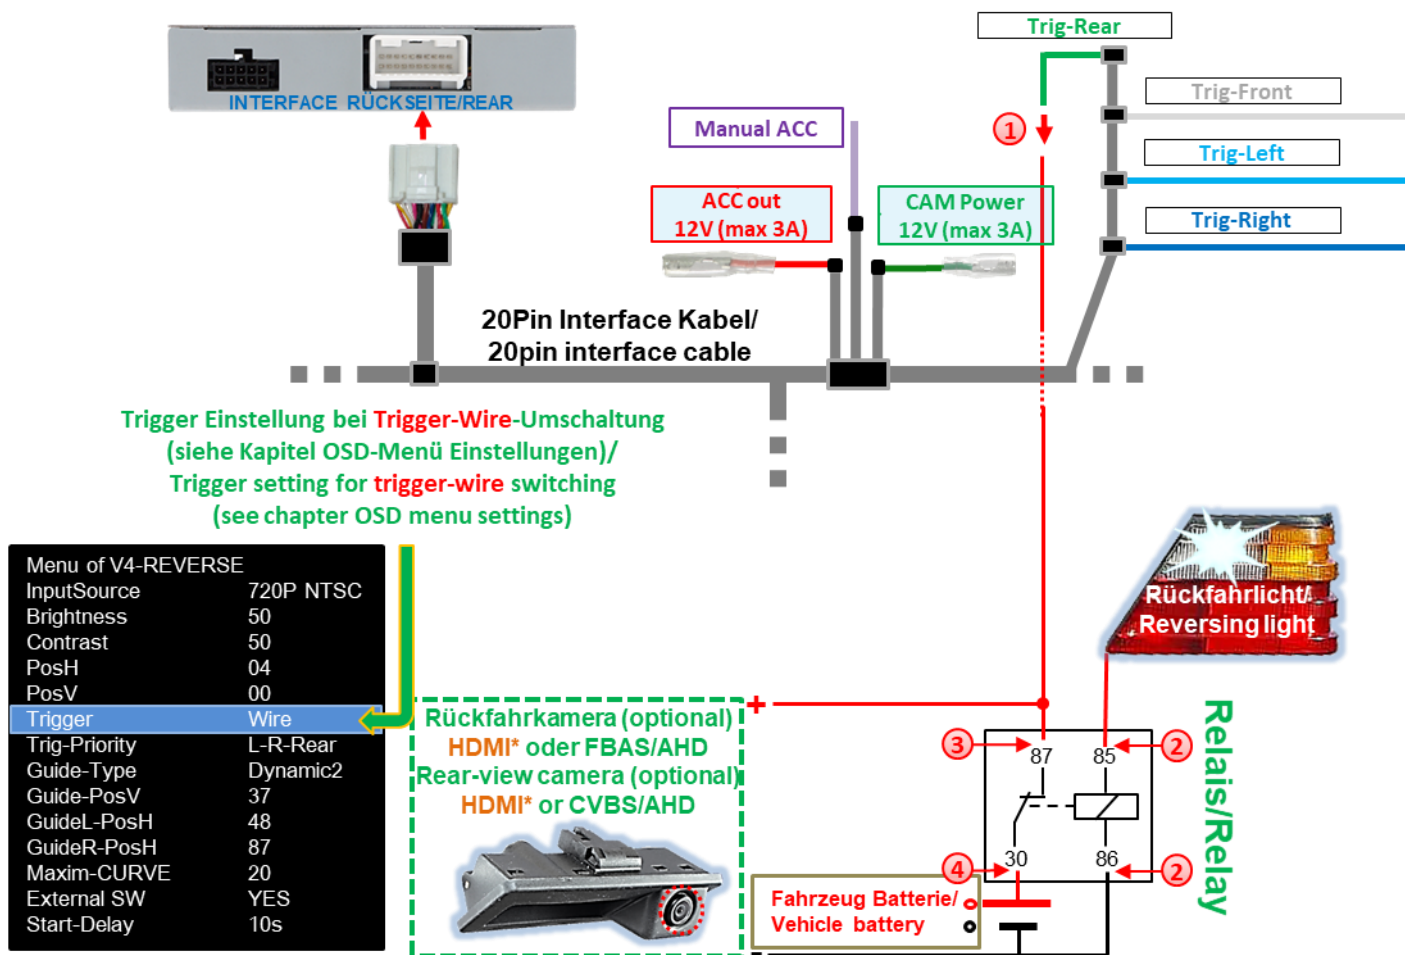 Trig-Rear
INTERFACE RÜCKSEITE/REAR
Trig-Front
Manual ACC
1
Trig-Left
ACC out
12V (max 3A)
CAM Power
12V (max 3A)
Trig-Right
20Pin Interface Kabel/
20pin interface cable
Trigger Einstellung bei Trigger-Wire-Umschaltung
(siehe Kapitel OSD-Menü Einstellungen)/
Trigger setting for trigger-wire switching
(see chapter OSD menu settings)
Menu of V4-REVERSE
InputSource 720P NTSC
Brightness 50
Contrast 50
PosH 04
PosV 00
Trigger Wire
Trig-Priority L-R-Rear
Guide-Type Dynamic2
Guide-PosV 37
GuideL-PosH 48
GuideR-PosH 87
Maxim-CURVE 20
External SW YES
Start-Delay 10s
Rückfahrkamera (optional)
HDMI* oder FBAS/AHD
Rear-view camera (optional)
HDMI* or CVBS/AHD
Rückfahrlicht/
Reversing light
+
3
87
85
2
30
86
4
2
Relais/Relay
Fahrzeug Batterie/
Vehicle battery